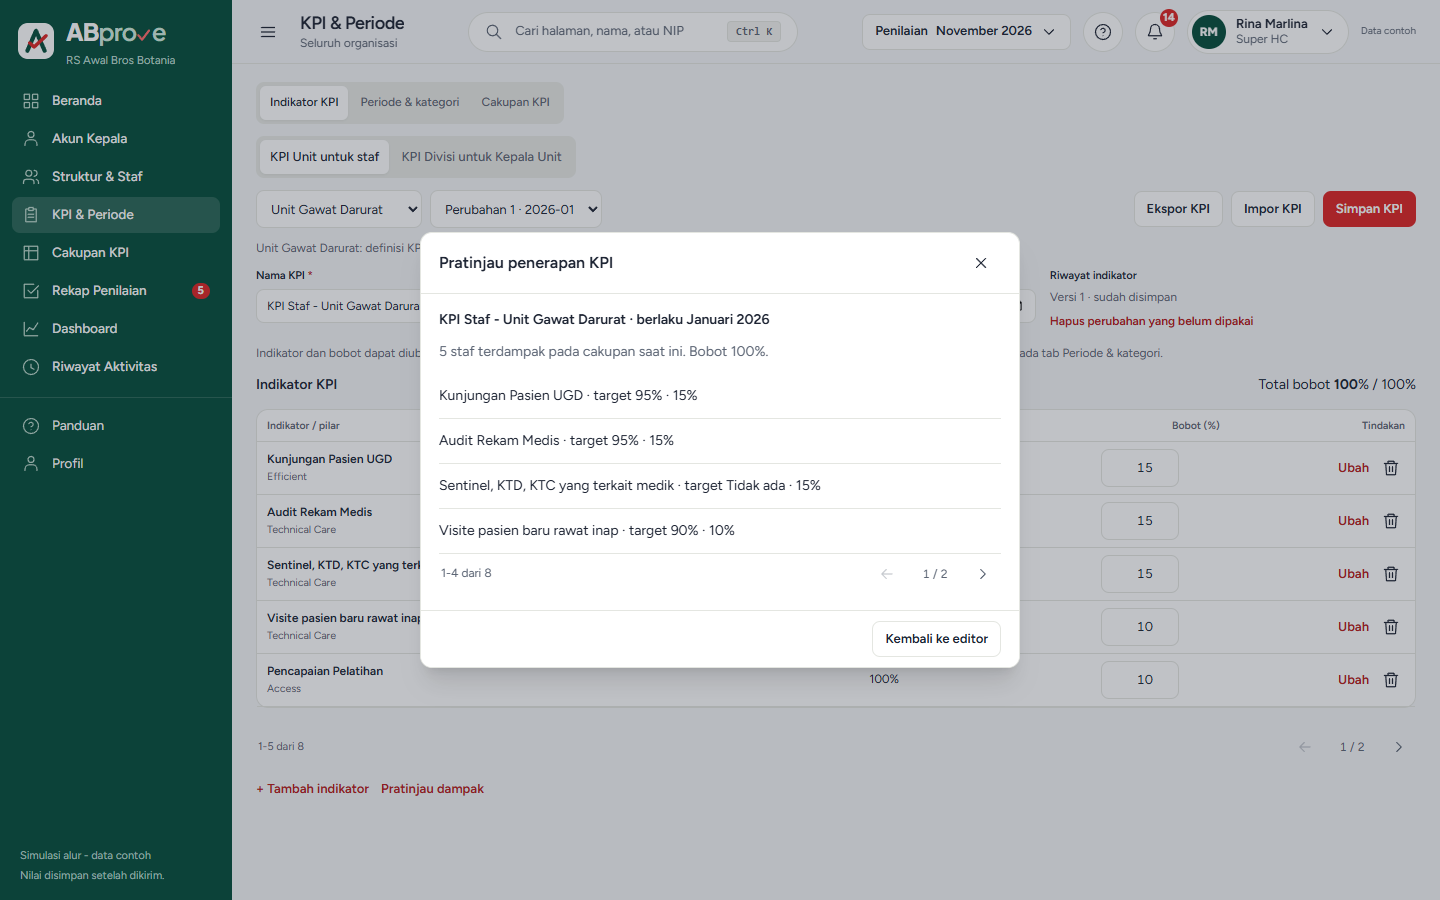 ABprove
RS Awal Bros Botania
Beranda
Akun Kepala
Struktur & Staf
KPI & Periode
Cakupan KPI
Rekap Penilaian
5
Dashboard
Riwayat Aktivitas
Panduan
Profil
Simulasi alur - data contoh
Nilai disimpan setelah dikirim.
KPI & Periode
Seluruh organisasi
Cari halaman, nama, atau NIP
Ctrl K
Penilaian November 2026
14
RM
Rina Marlina
Super HC
Data contoh
Indikator KPI
Periode & kategori
Cakupan KPI
KPI Unit untuk staf
KPI Divisi untuk Kepala Unit
Unit Gawat Darurat
Perubahan 1 · 2026-01
Ekspor KPI
Impor KPI
Simpan KPI
Unit Gawat Darurat: definisi
Nama KPI *
KPI Staf - Unit Gawat
Riwayat indikator
Versi 1 · sudah disimpan
Hapus perubahan yang belum dipakai
Indikator dan bobot dapat
tab Periode & kategori.
Indikator KPI
Total bobot 100% / 100%
Indikator / pilar
Bobot (%)
Tindakan
Kunjungan Pasien UGD
Efficient
15
Ubah
Audit Rekam Medis
Technical Care
15
Ubah
Sentinel, KTD, KTC yang
Technical Care
15
Ubah
Visite pasien baru rawat
Technical Care
10
Ubah
Pencapaian Pelatihan
Access
100%
10
Ubah
1-5 dari 8
1 / 2
+ Tambah indikator
Pratinjau dampak
Pratinjau penerapan KPI
KPI Staf - Unit Gawat Darurat · berlaku Januari 2026
5 staf terdampak pada cakupan saat ini. Bobot 100%.
Kunjungan Pasien UGD · target 95% · 15%
Audit Rekam Medis · target 95% · 15%
Sentinel, KTD, KTC yang terkait medik · target Tidak ada · 15%
Visite pasien baru rawat inap · target 90% · 10%
1-4 dari 8
1 / 2
Kembali ke editor